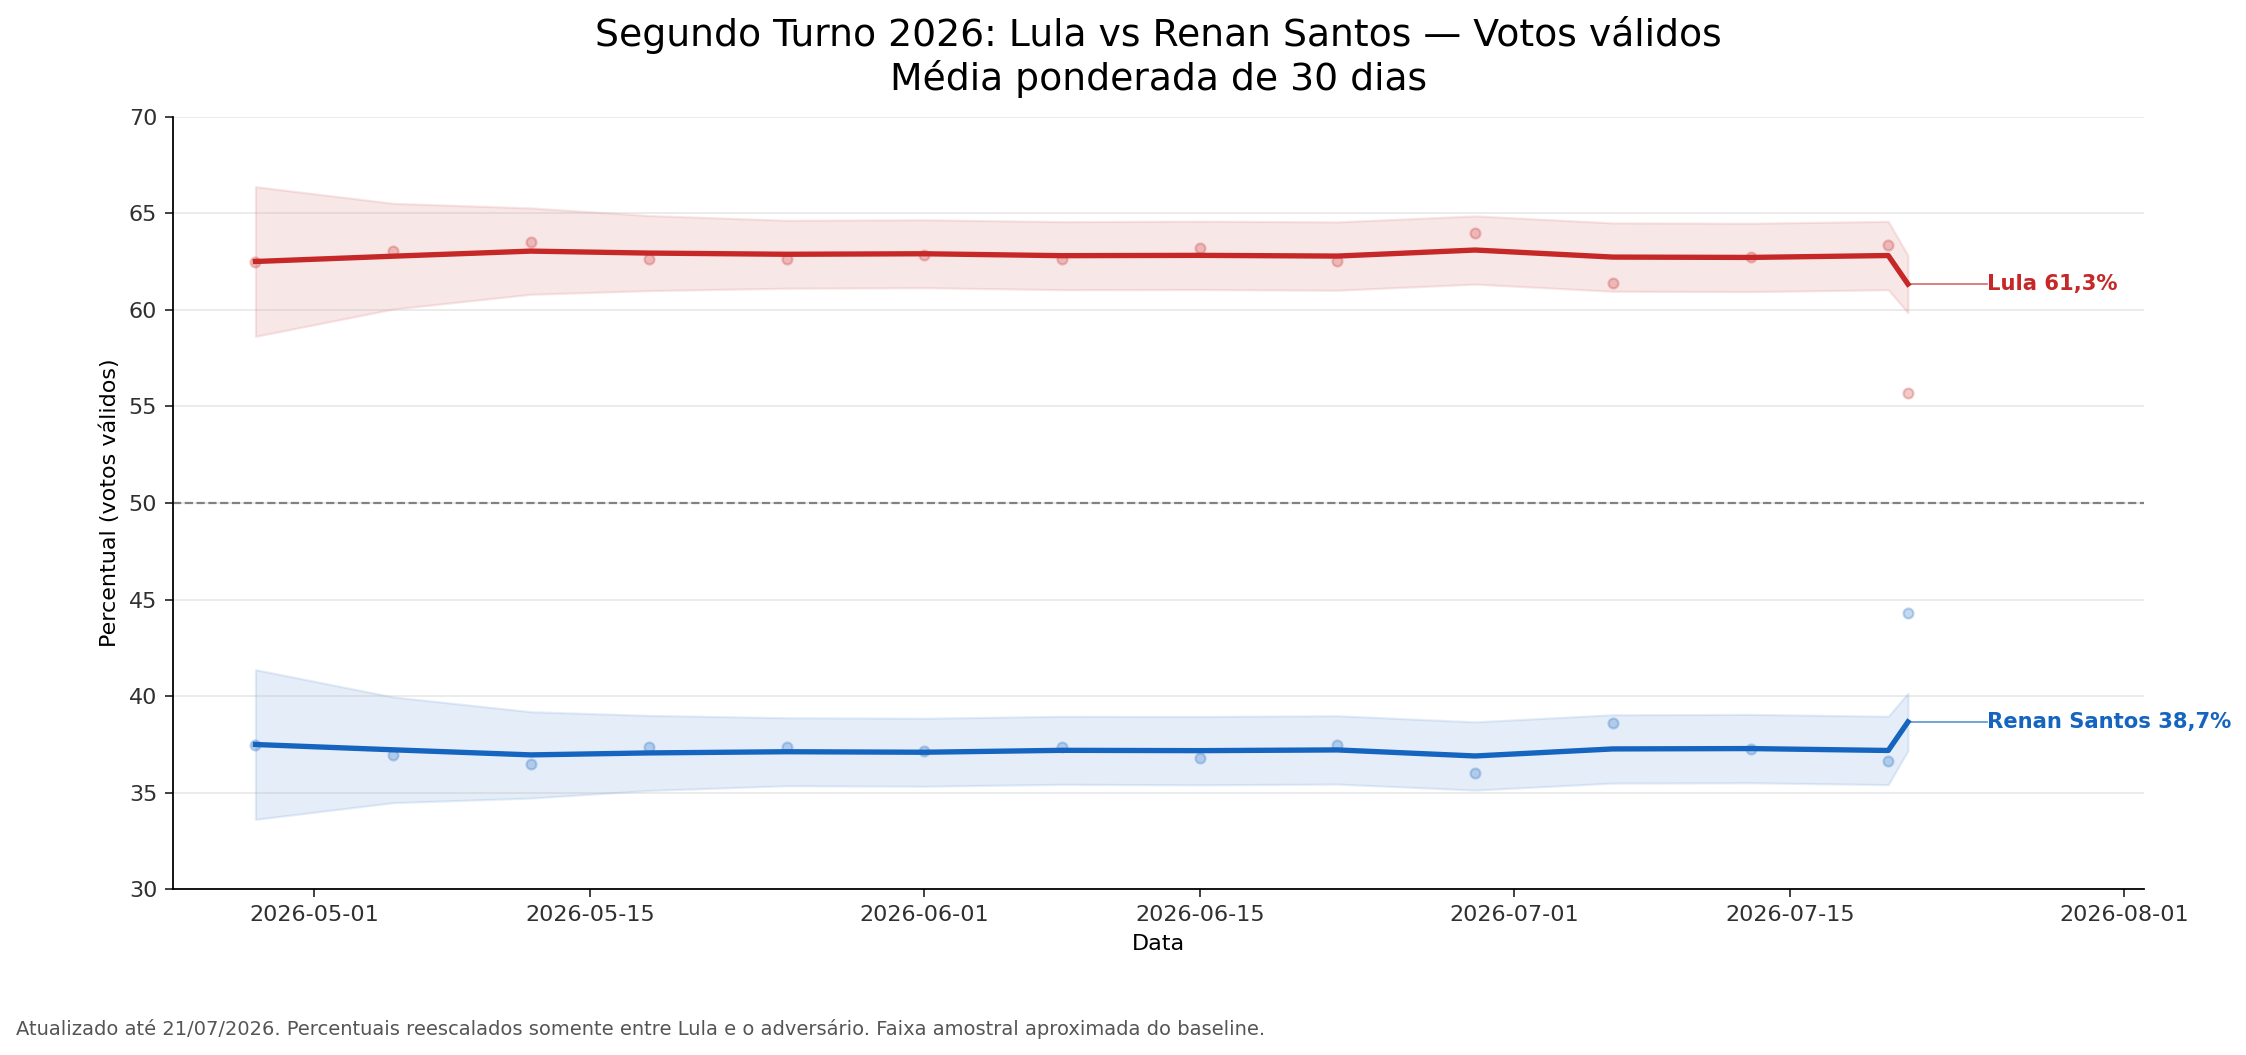 Segundo Turno 2026: Lula vs Renan Santos — Votos válidos
Média ponderada de 30 dias
Percentual (votos válidos)
70
65
60
55
50
45
40
35
30
Lula 61,3%
Renan Santos 38,7%
2026-05-01
2026-05-15
2026-06-01
2026-06-15
2026-07-01
2026-07-15
2026-08-01
Data
Atualizado até 21/07/2026. Percentuais reescalados somente entre Lula e o adversário. Faixa amostral aproximada do baseline.